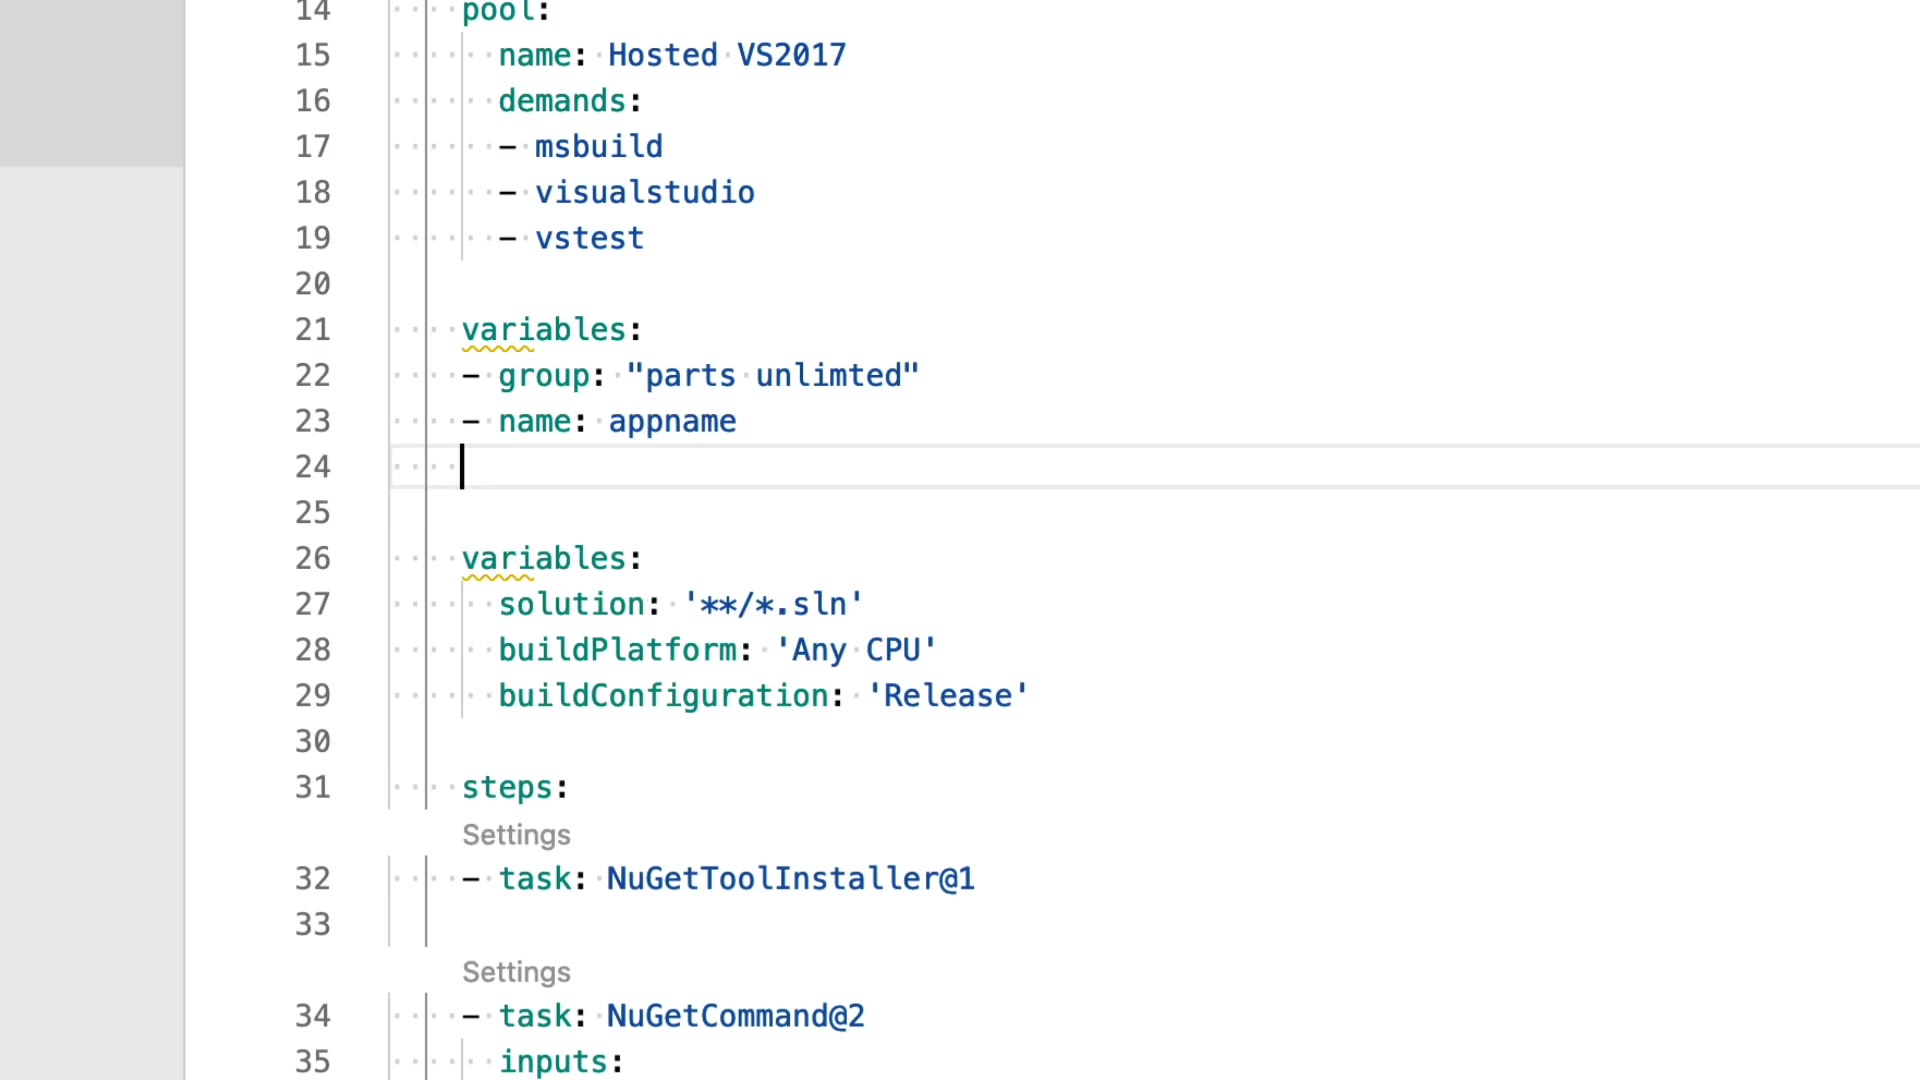 14 pool:
15 name: Hosted VS2017
16 demands:
17 - msbuild
18 - visualstudio
19 - vstest
20
21 variables:
22 - group: "parts unlimted"
23 - name: appname
24
25
26 variables:
27 solution: '**/*.sln'
28 buildPlatform: 'Any CPU'
29 buildConfiguration: 'Release'
30
31 steps:
Settings
32 - task: NuGetToolInstaller@1
33
Settings
34 - task: NuGetCommand@2
35 inputs: